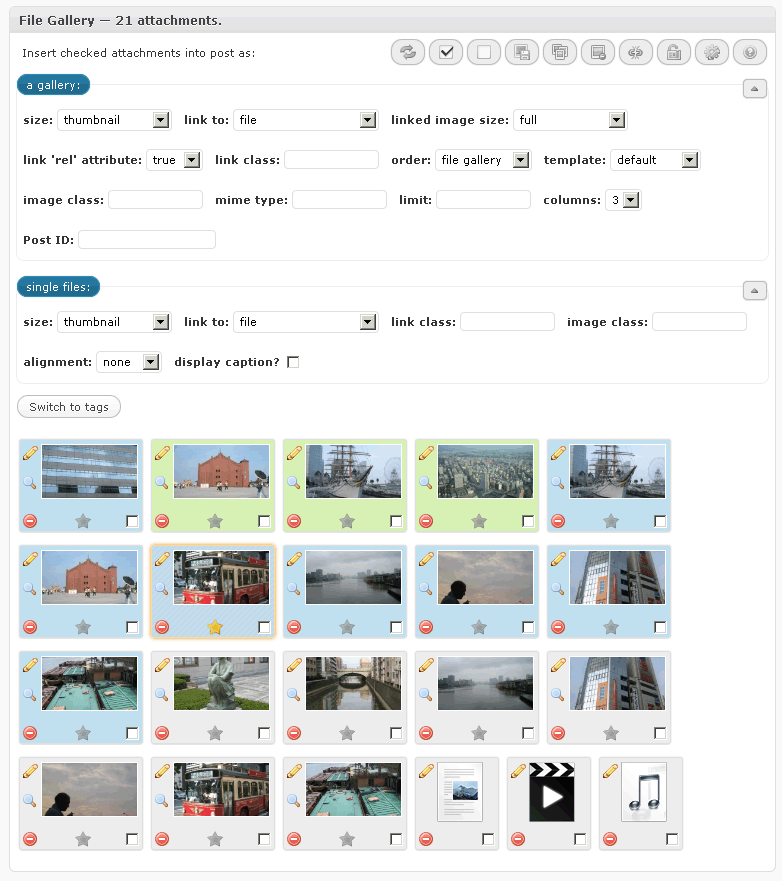 File Gallery — 21 attachments.
Insert checked attachments into post as:
a gallery:
size: thumbnail link to: file linked image size: full
link 'rel' attribute: true link class: order: file gallery template: default
image class: mime type: limit: columns: 3
Post ID:
single files:
size: thumbnail link to: file link class: image class:
alignment: none display caption?
Switch to tags